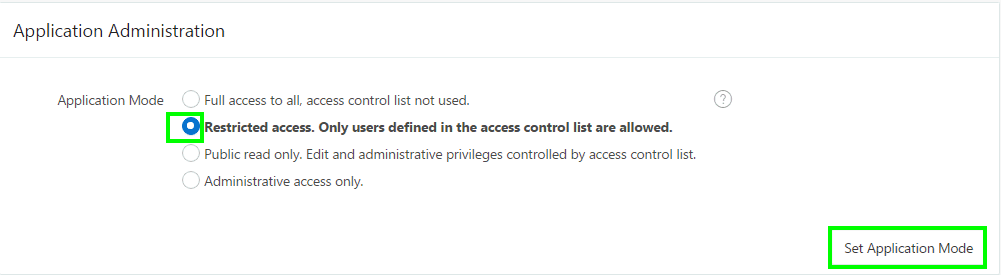 Application Administration
Application Mode
Full access to all, access control list not used.
?
Restricted access. Only users defined in the access control list are allowed.
Public read only. Edit and administrative privileges controlled by access control list.
Administrative access only.
Set Application Mode